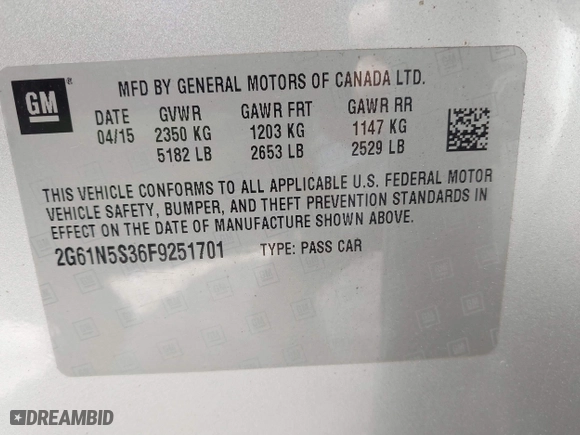 GM
MFD BY GENERAL MOTORS OF CANADA LTD.
DATE GVWR GAWR FRT GAWR RR
04/15 2350 KG 1203 KG 1147 KG
5182 LB 2653 LB 2529 LB
THIS VEHICLE CONFORMS TO ALL APPLICABLE U.S. FEDERAL MOTOR
VEHICLE SAFETY, BUMPER, AND THEFT PREVENTION STANDARDS IN
EFFECT ON THE DATE OF MANUFACTURE SHOWN ABOVE.
2G61N5S36F9251701 TYPE: PASS CAR
DREAMBID